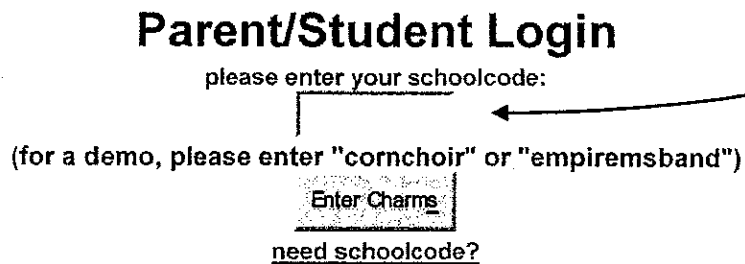 Parent/Student Login
please enter your schoolcode:
(for a demo, please enter "cornchoir" or "empiremsband")
Enter Charms
need schoolcode?